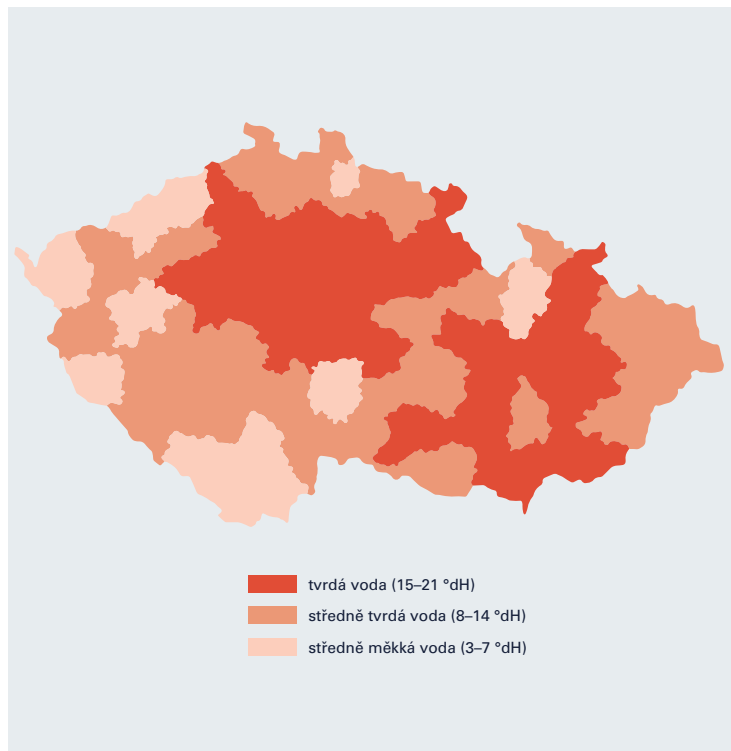 tvrdá voda (15–21 °dH)
středně tvrdá voda (8–14 °dH)
středně měkká voda (3–7 °dH)